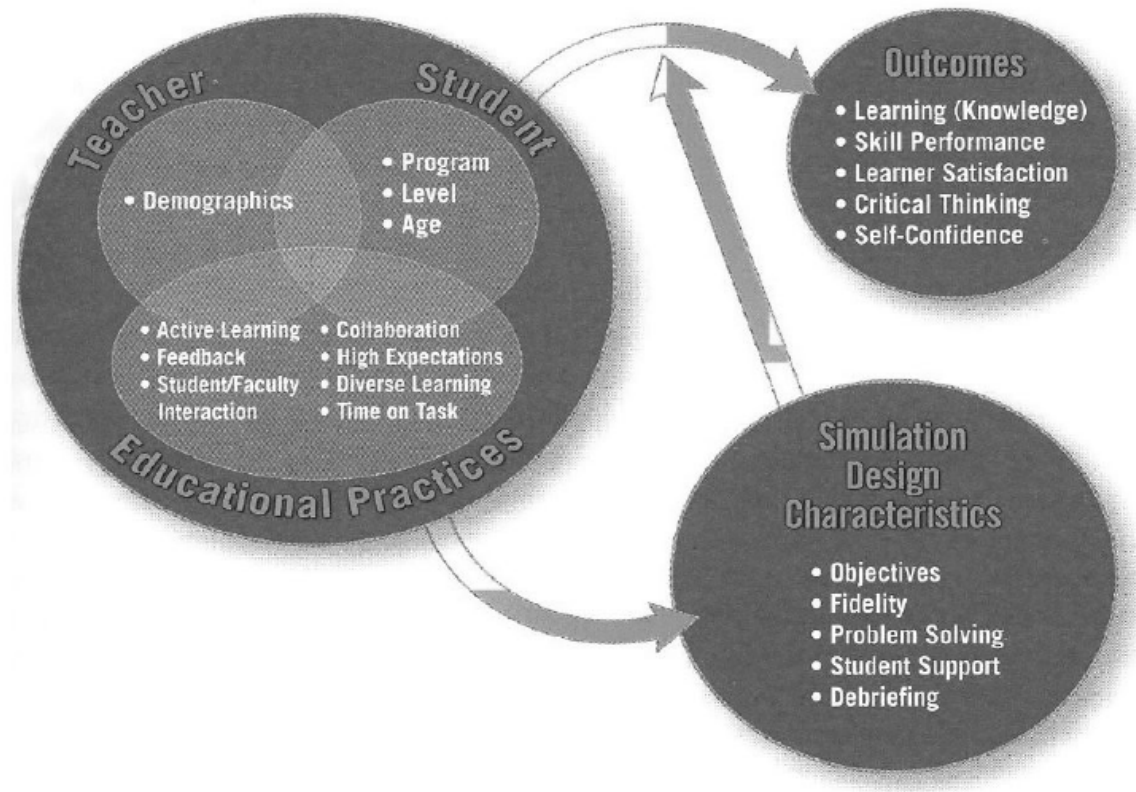 Teacher
Student
• Demographics
• Program
• Level
• Age
• Active Learning
• Feedback
• Student/Faculty
Interaction
• Collaboration
• High Expectations
• Diverse Learning
• Time on Task
Educational Practices
Outcomes
• Learning (Knowledge)
• Skill Performance
• Learner Satisfaction
• Critical Thinking
• Self-Confidence
Simulation
Design
Characteristics
• Objectives
• Fidelity
• Problem Solving
• Student Support
• Debriefing